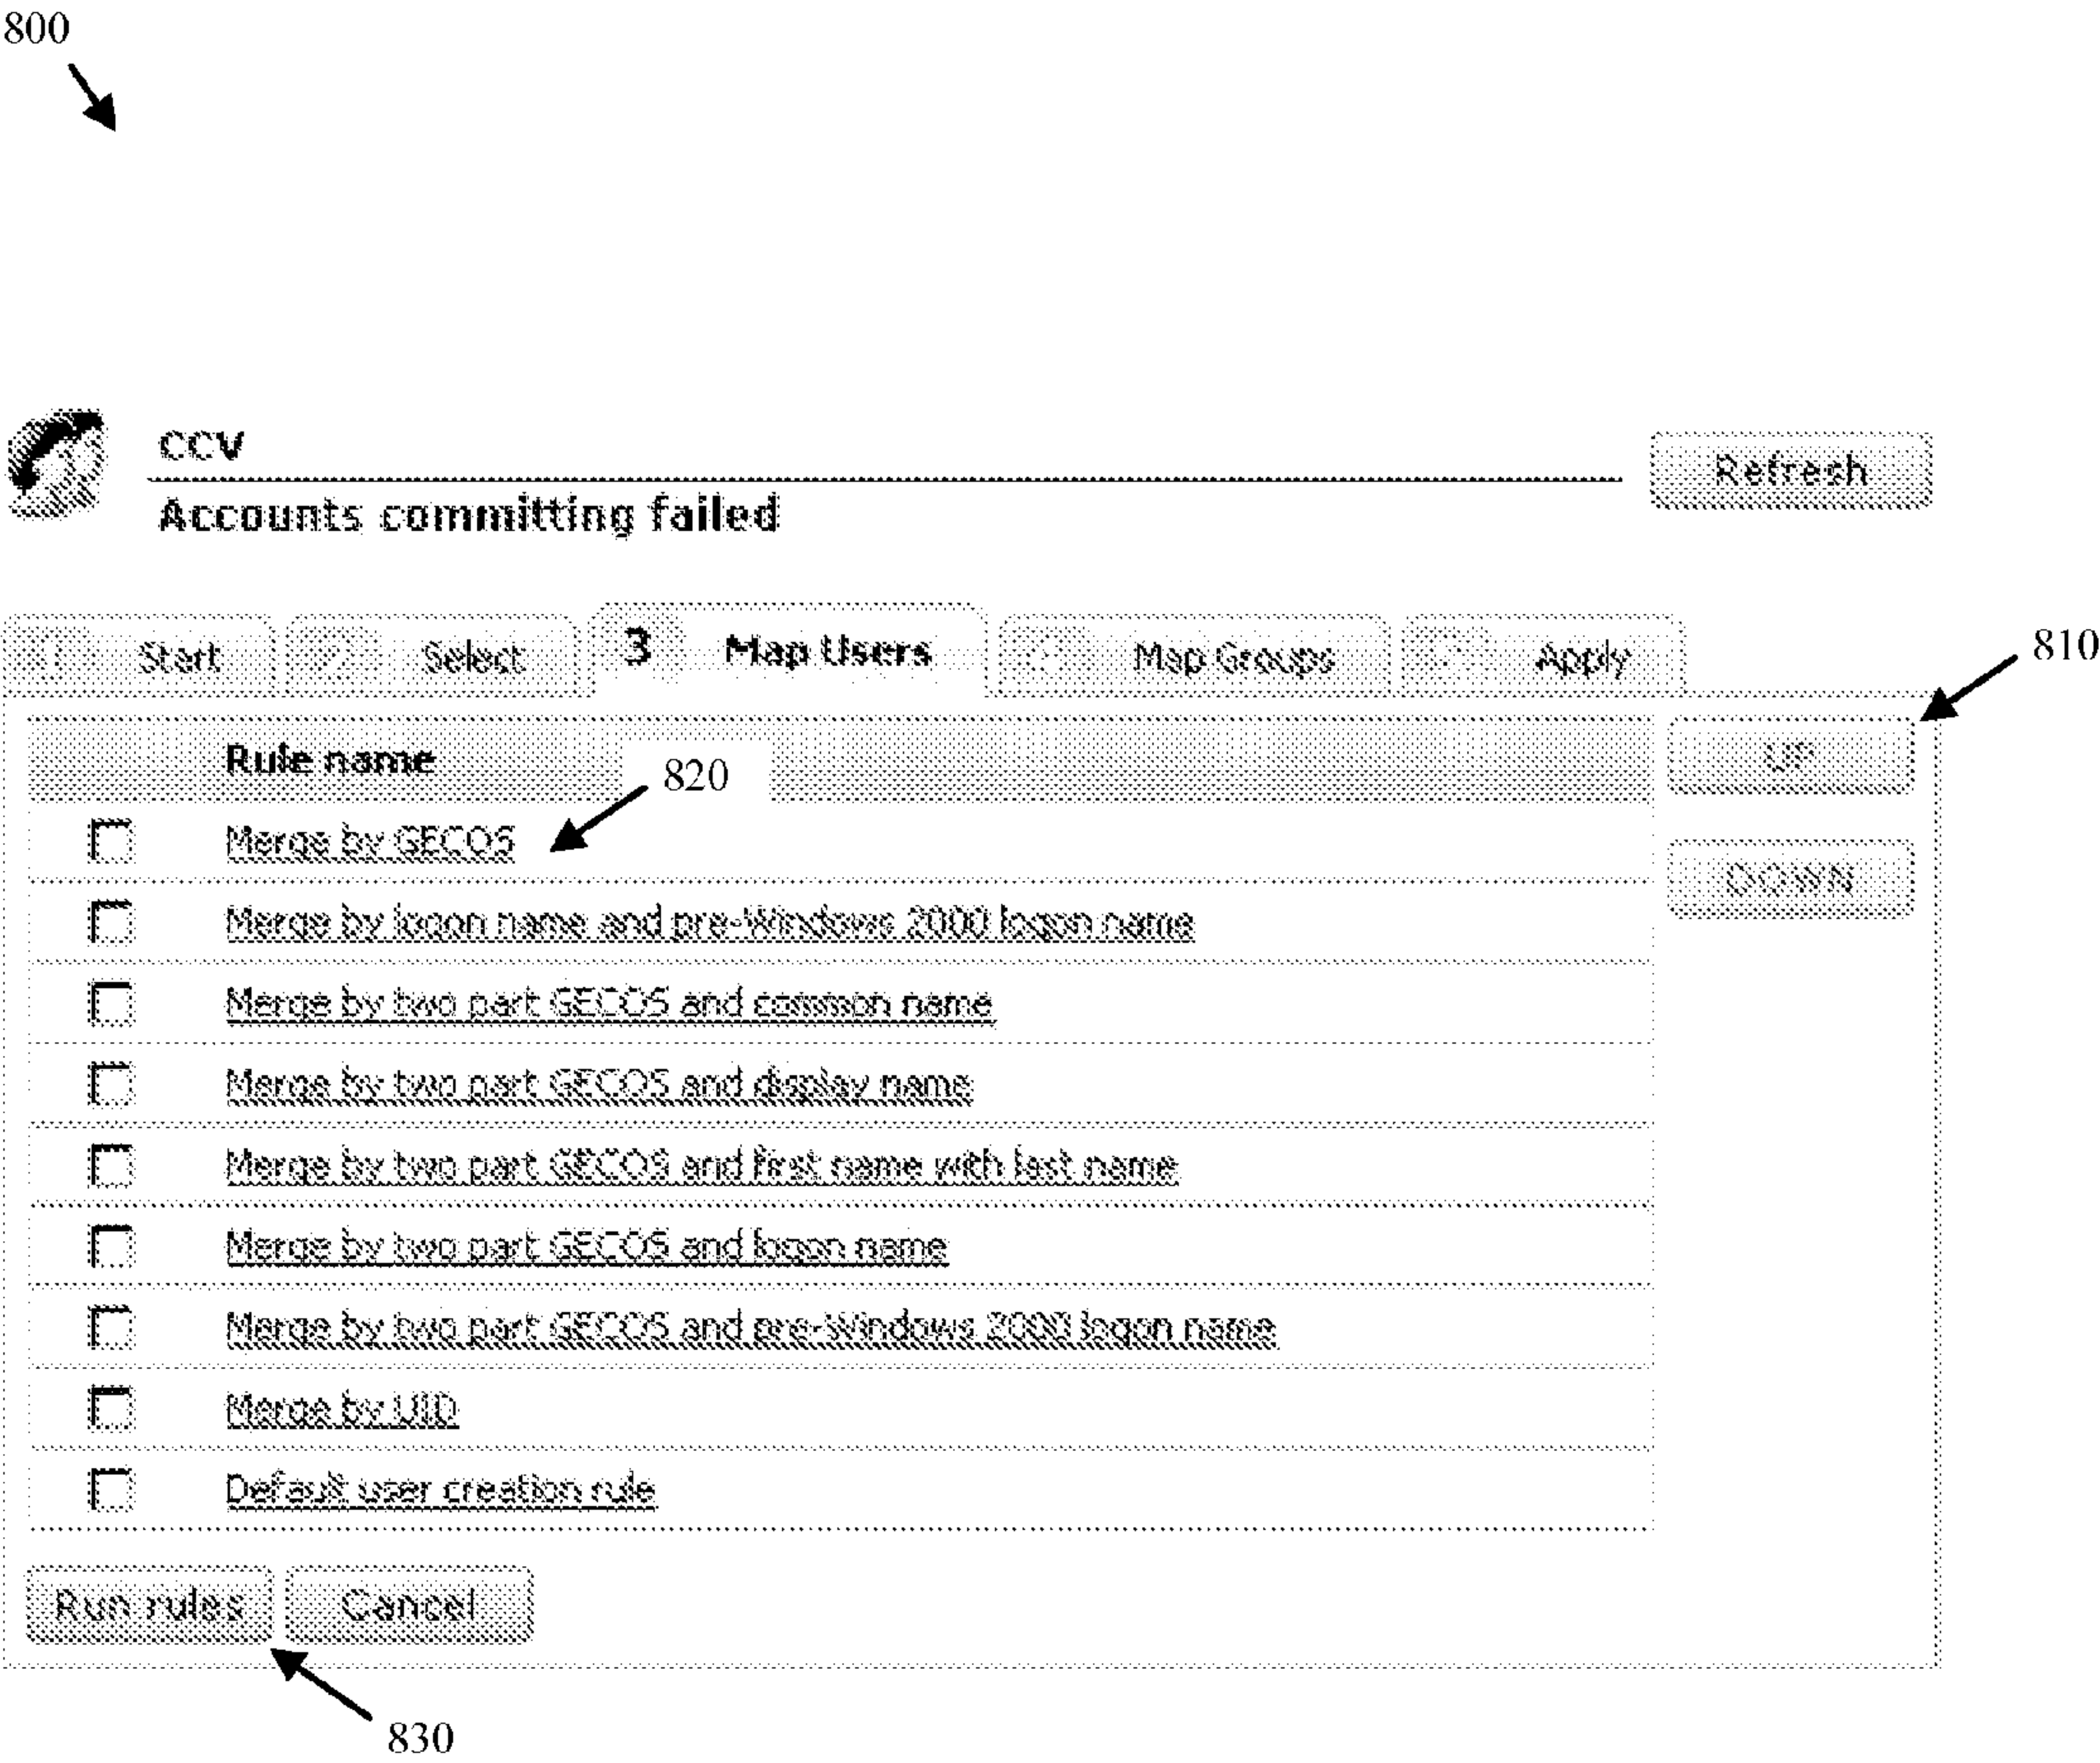 800
CCV
Refresh
Accounts committing failed
1 Start 2 Select 3 Map Users Map Groups Apply
810
Rule name
820
UP
Merge by GECOS
DOWN
Merge by logon name and pre-Windows 2000 logon name
Merge by two part GECOS and common name
Merge by two part GECOS and display name
Merge by two part GECOS and first name with last name
Merge by two part GECOS and logon name
Merge by two part GECOS and pre-Windows 2000 logon name
Merge by UID
Default user creation rule
Run rules Cancel
830